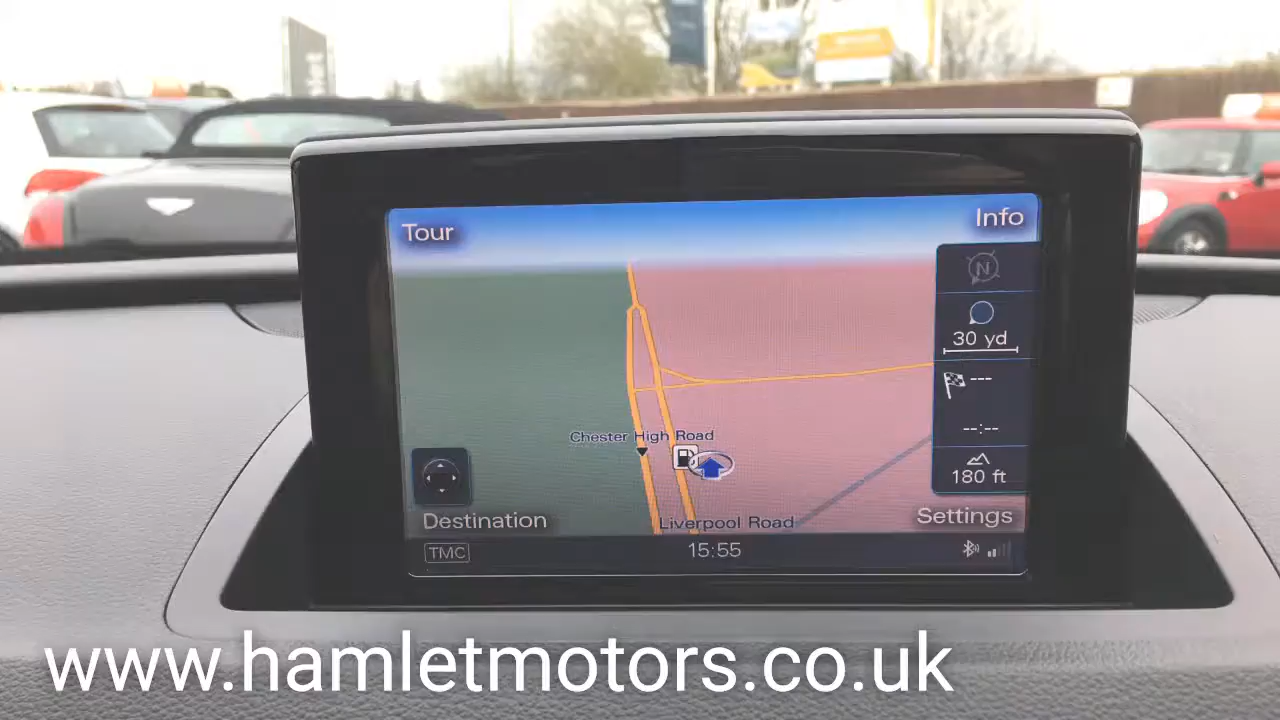 Tour
Info
N
30 yd
---
--:--
180 ft
Chester High Road
Liverpool Road
Destination
Settings
TMC
15:55
www.hamletmotors.co.uk